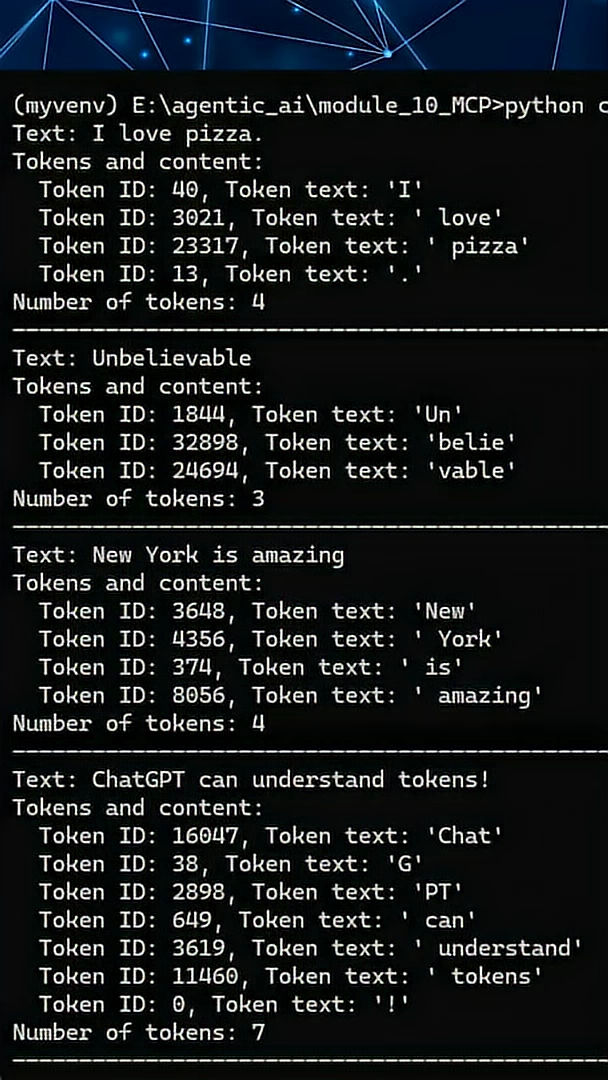 (myvenv) E:\agentic_ai\module_10_MCP>python
Text: I love pizza.
Tokens and content:
  Token ID: 40, Token text: 'I'
  Token ID: 3021, Token text: ' love'
  Token ID: 23317, Token text: ' pizza'
  Token ID: 13, Token text: '.'
Number of tokens: 4
------------------------------------------------
Text: Unbelievable
Tokens and content:
  Token ID: 1844, Token text: 'Un'
  Token ID: 32898, Token text: 'belie'
  Token ID: 24694, Token text: 'vable'
Number of tokens: 3
------------------------------------------------
Text: New York is amazing
Tokens and content:
  Token ID: 3648, Token text: 'New'
  Token ID: 4356, Token text: ' York'
  Token ID: 374, Token text: ' is'
  Token ID: 8056, Token text: ' amazing'
Number of tokens: 4
------------------------------------------------
Text: ChatGPT can understand tokens!
Tokens and content:
  Token ID: 16047, Token text: 'Chat'
  Token ID: 38, Token text: 'G'
  Token ID: 2898, Token text: 'PT'
  Token ID: 649, Token text: ' can'
  Token ID: 3619, Token text: ' understand'
  Token ID: 11460, Token text: ' tokens'
  Token ID: 0, Token text: '!'
Number of tokens: 7
------------------------------------------------